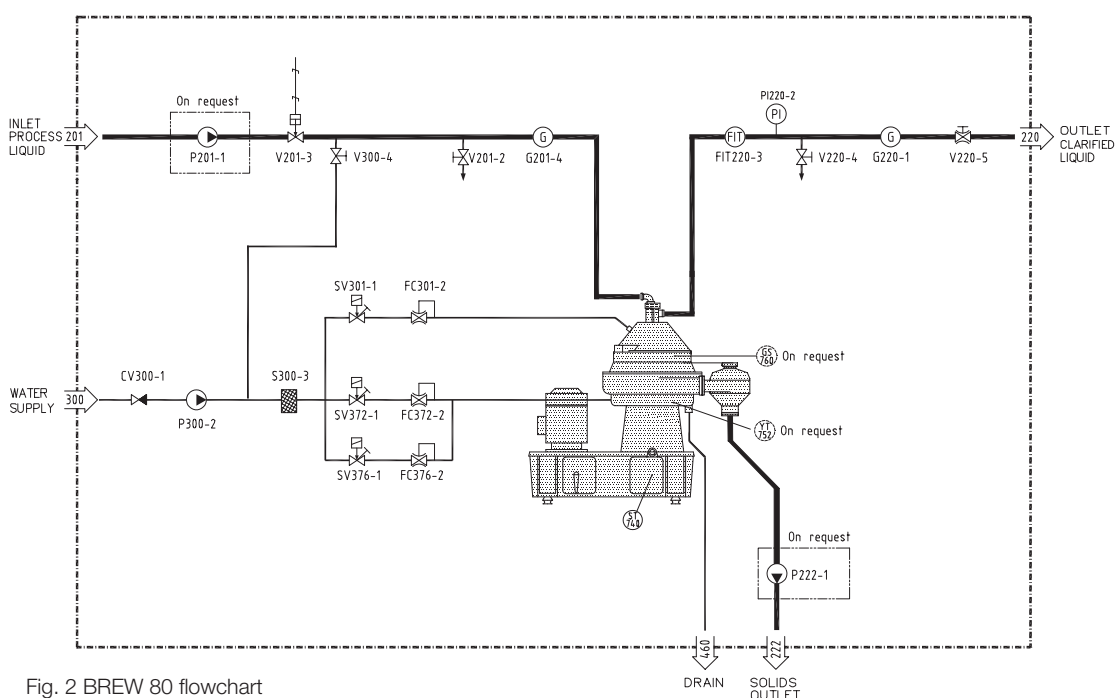 On request
INLET
PROCESS
LIQUID
201
P201-1
V201-3
V300-4
V201-2
G
G201-4
PI220-2
PI
FIT
FIT220-3
V220-4
G
G220-1
V220-5
220
OUTLET
CLARIFIED
LIQUID
SV301-1
FC301-2
GS
760
On request
WATER
SUPPLY
300
CV300-1
P300-2
S300-3
SV372-1
FC372-2
YT
752
On request
SV376-1
FC376-2
ST
740
On request
P222-1
460
222
DRAIN
SOLIDS
OUTLET
Fig. 2 BREW 80 flowchart